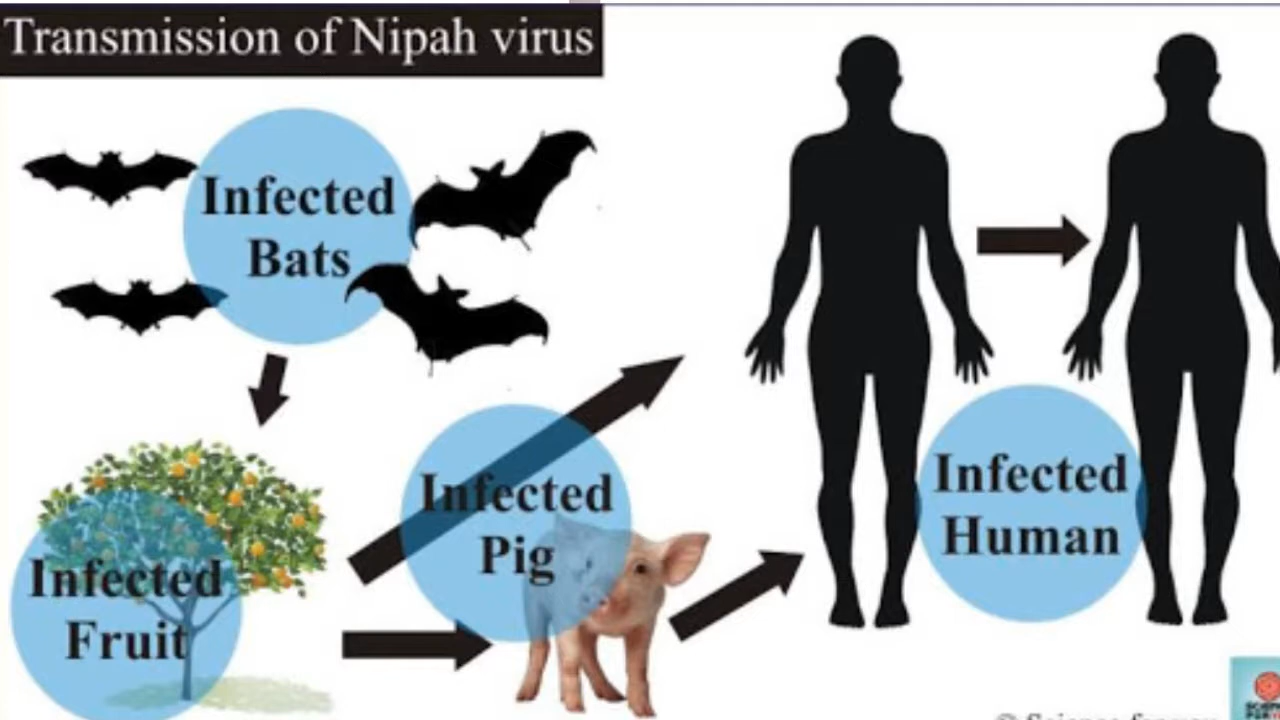 Transmission of Nipah virus
Infected
Bats
Infected
Pig
Infected
Human
Infected
Fruit